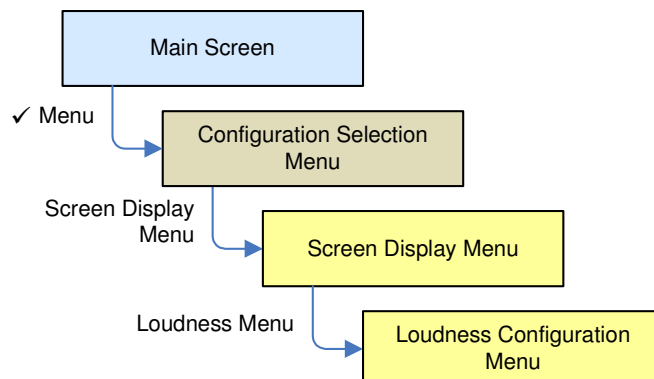 Main Screen
✓ Menu
Configuration Selection
Menu
Screen Display
Menu
Screen Display Menu
Loudness Menu
Loudness Configuration
Menu